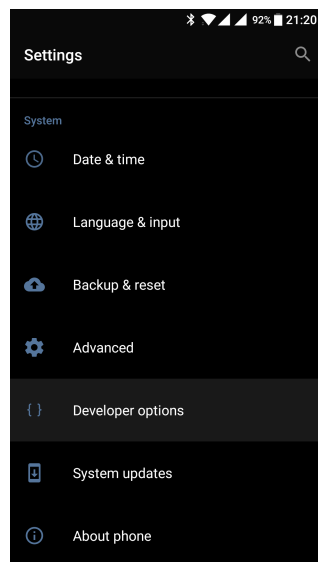 92% 21:20
Settings
System
Date & time
Language & input
Backup & reset
Advanced
{ } Developer options
System updates
About phone